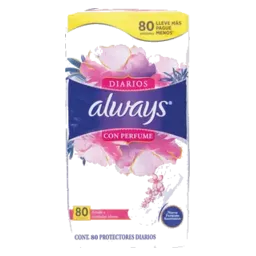 80 LLEVE MÁS
PAGUE
MENOS
DIARIOS
always
CON PERFUME
80
CONT. 80 PROTECTORES DIARIOS